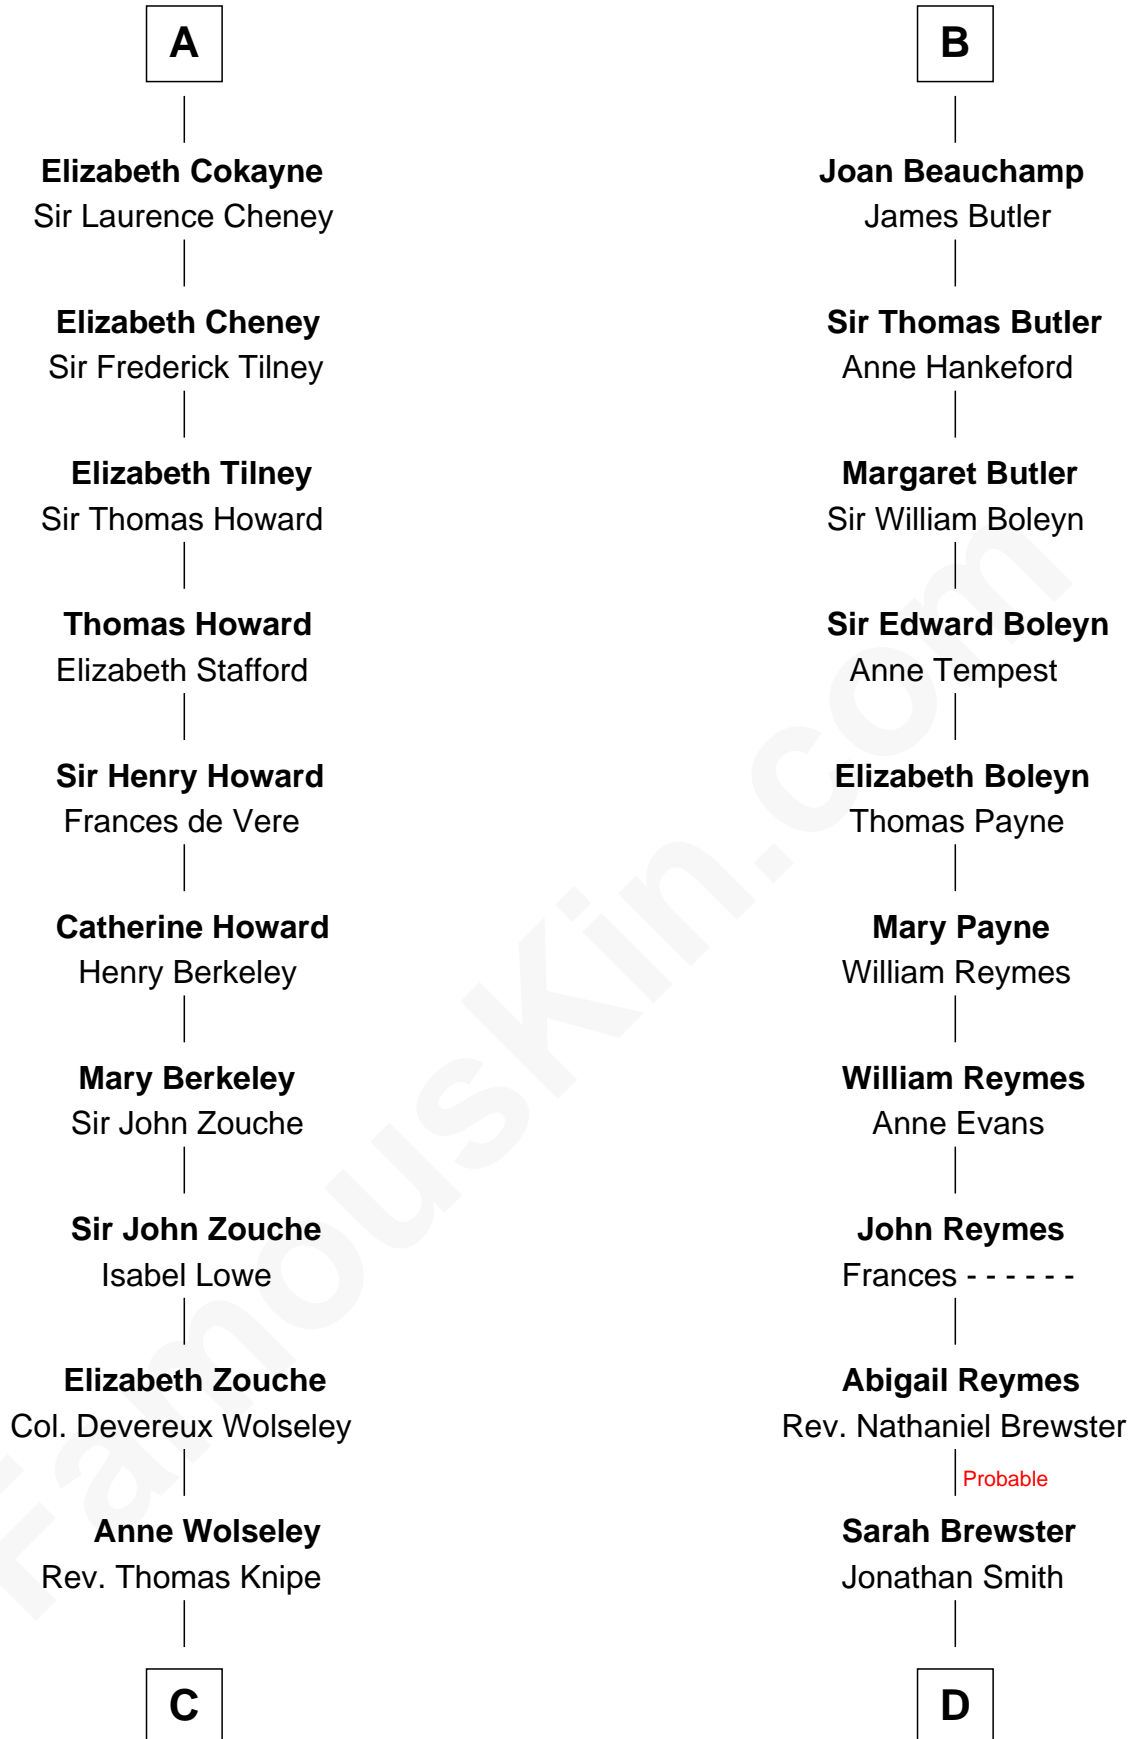 A
Elizabeth Cokayne
Sir Laurence Cheney
Elizabeth Cheney
Sir Frederick Tilney
Elizabeth Tilney
Sir Thomas Howard
Thomas Howard
Elizabeth Stafford
Sir Henry Howard
Frances de Vere
Catherine Howard
Henry Berkeley
Mary Berkeley
Sir John Zouche
Sir John Zouche
Isabel Lowe
Elizabeth Zouche
Col. Devereux Wolseley
Anne Wolseley
Rev. Thomas Knipe
C
B
Joan Beauchamp
James Butler
Sir Thomas Butler
Anne Hankeford
Margaret Butler
Sir William Boleyn
Sir Edward Boleyn
Anne Tempest
Elizabeth Boleyn
Thomas Payne
Mary Payne
William Reymes
William Reymes
Anne Evans
John Reymes
Frances - - - - - -
Abigail Reymes
Rev. Nathaniel Brewster
Probable
Sarah Brewster
Jonathan Smith
D
FamousKin.com